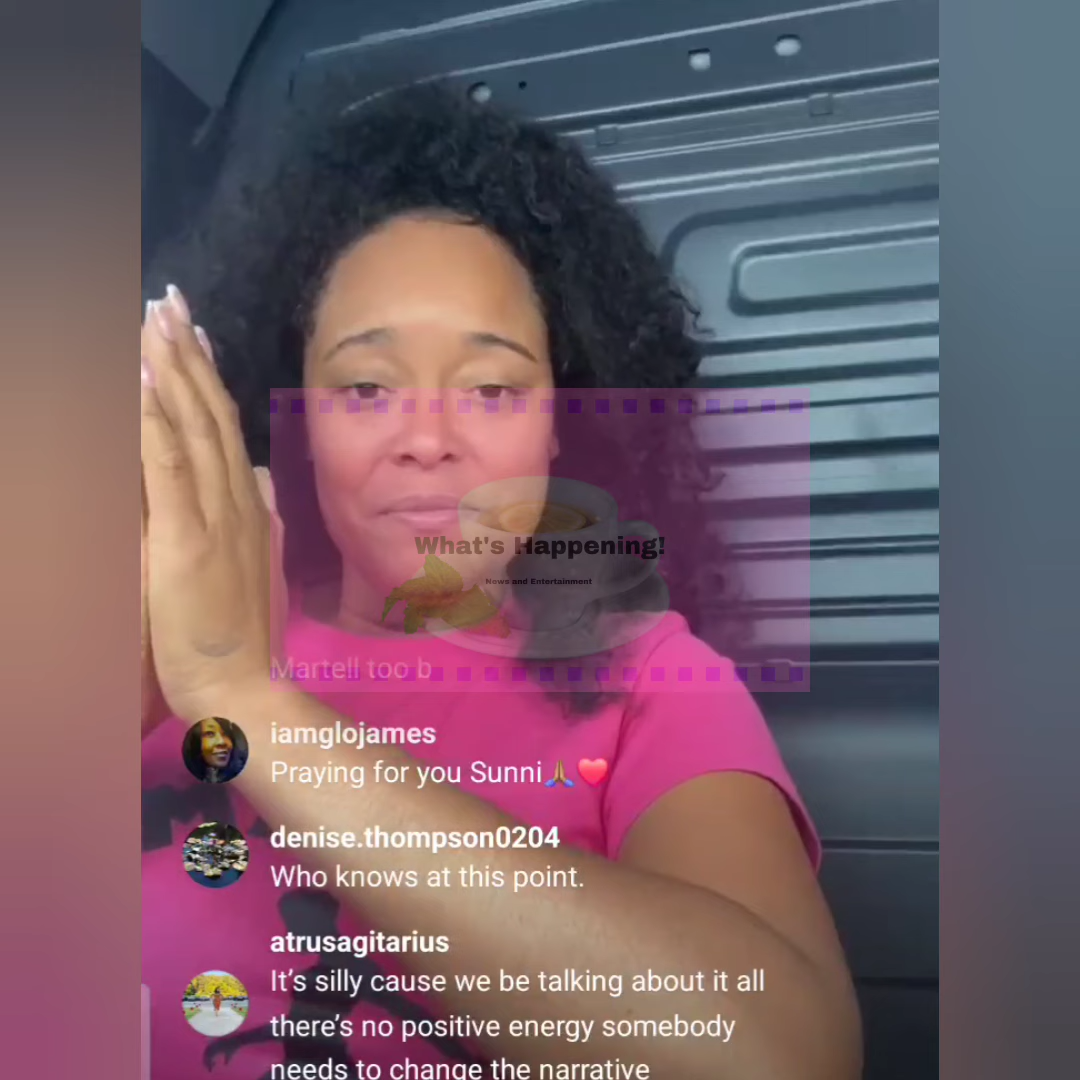 What's Happening!
News and Entertainment
Martell too b
iamglojames
Praying for you Sunni🙏❤️
denise.thompson0204
Who knows at this point.
atrusagitarius
It's silly cause we be talking about it all
there's no positive energy somebody
needs to change the narrative